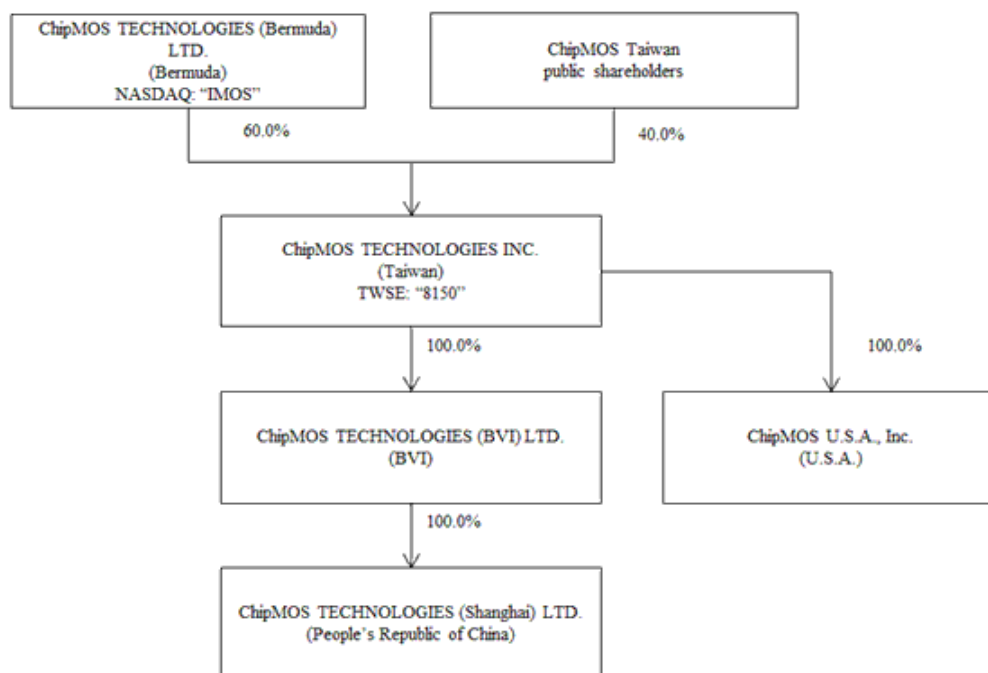 ChipMOS TECHNOLOGIES (Bermuda)
LTD.
(Bermuda)
NASDAQ: “IMOS”
ChipMOS Taiwan
public shareholders
60.0%
40.0%
ChipMOS TECHNOLOGIES INC.
(Taiwan)
TWSE: “8150”
100.0%
100.0%
ChipMOS TECHNOLOGIES (BVI) LTD.
(BVI)
ChipMOS U.S.A., Inc.
(U.S.A.)
100.0%
ChipMOS TECHNOLOGIES (Shanghai) LTD.
(People’s Republic of China)